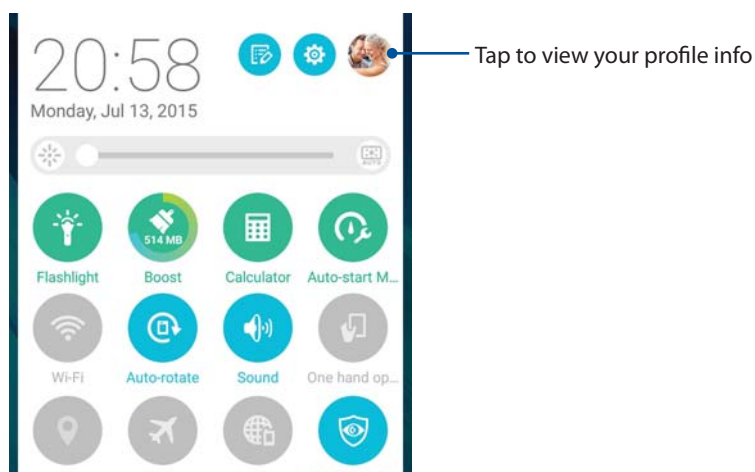 20:58
Monday, Jul 13, 2015
Tap to view your profile info
AUTO
514 MB
Flashlight Boost Calculator Auto-start M...
Wi-Fi Auto-rotate Sound One hand op...